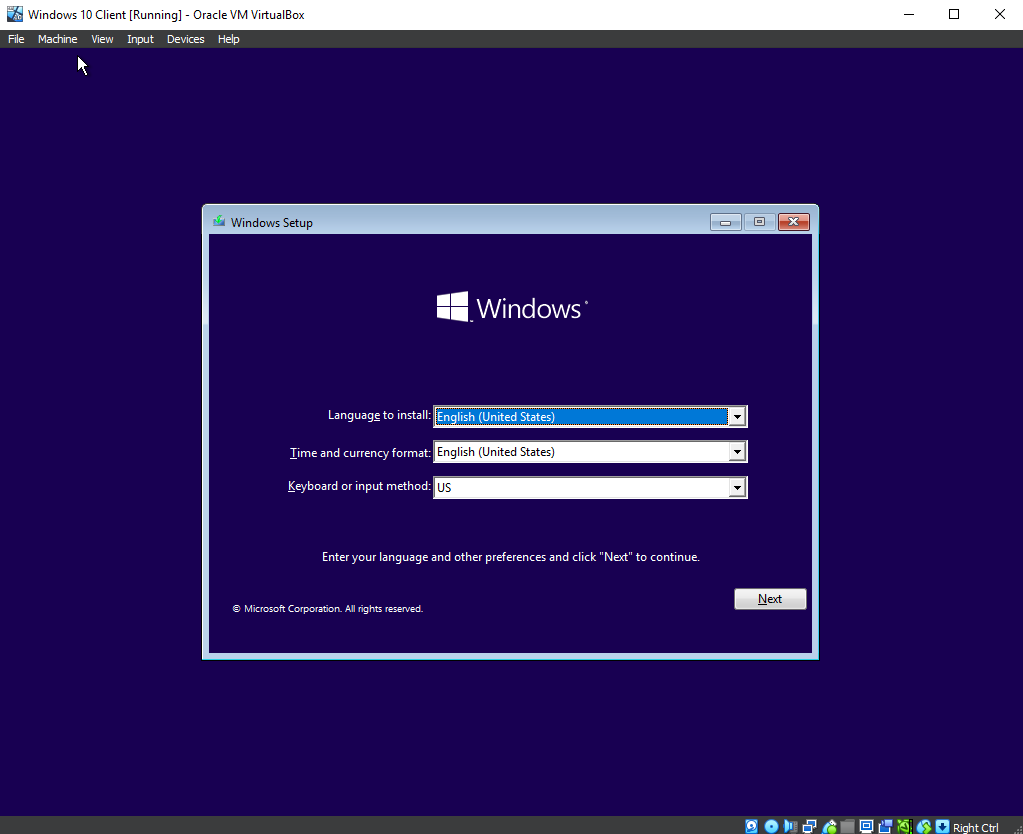 Windows 10 Client [Running] - Oracle VM VirtualBox
File Machine View Input Devices Help
Windows Setup
Windows
Language to install: English (United States)
Time and currency format: English (United States)
Keyboard or input method: US
Enter your language and other preferences and click "Next" to continue.
Next
© Microsoft Corporation. All rights reserved.
Right Ctrl